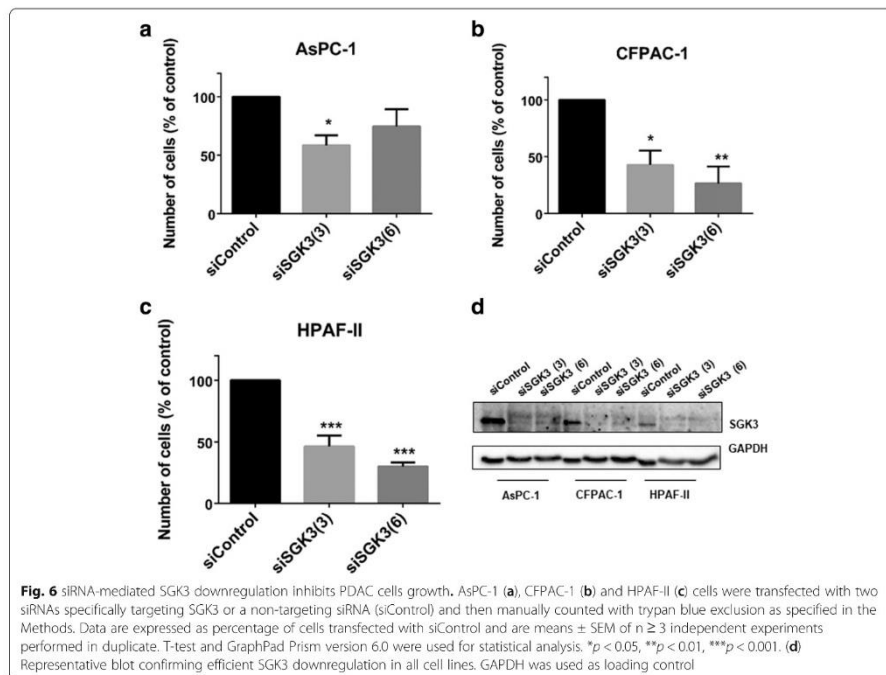 a
AsPC-1
Number of cells (% of control)
100
50
0
*
siControl
siSGK3(3)
siSGK3(6)
b
CFPAC-1
Number of cells (% of control)
100
50
0
*
**
siControl
siSGK3(3)
siSGK3(6)
c
HPAF-II
Number of cells (% of control)
100
50
0
***
***
siControl
siSGK3(3)
siSGK3(6)
d
siControl
siSGK3 (3)
siSGK3 (6)
siControl
siSGK3 (3)
siSGK3 (6)
siControl
siSGK3 (3)
siSGK3 (6)
SGK3
GAPDH
AsPC-1 CFPAC-1 HPAF-II
Fig. 6 siRNA-mediated SGK3 downregulation inhibits PDAC cells growth. AsPC-1 (a), CFPAC-1 (b) and HPAF-II (c) cells were transfected with two
siRNAs specifically targeting SGK3 or a non-targeting siRNA (siControl) and then manually counted with trypan blue exclusion as specified in the
Methods. Data are expressed as percentage of cells transfected with siControl and are means ± SEM of n ≥ 3 independent experiments
performed in duplicate. T-test and GraphPad Prism version 6.0 were used for statistical analysis. *p < 0.05, **p < 0.01, ***p < 0.001. (d)
Representative blot confirming efficient SGK3 downregulation in all cell lines. GAPDH was used as loading control